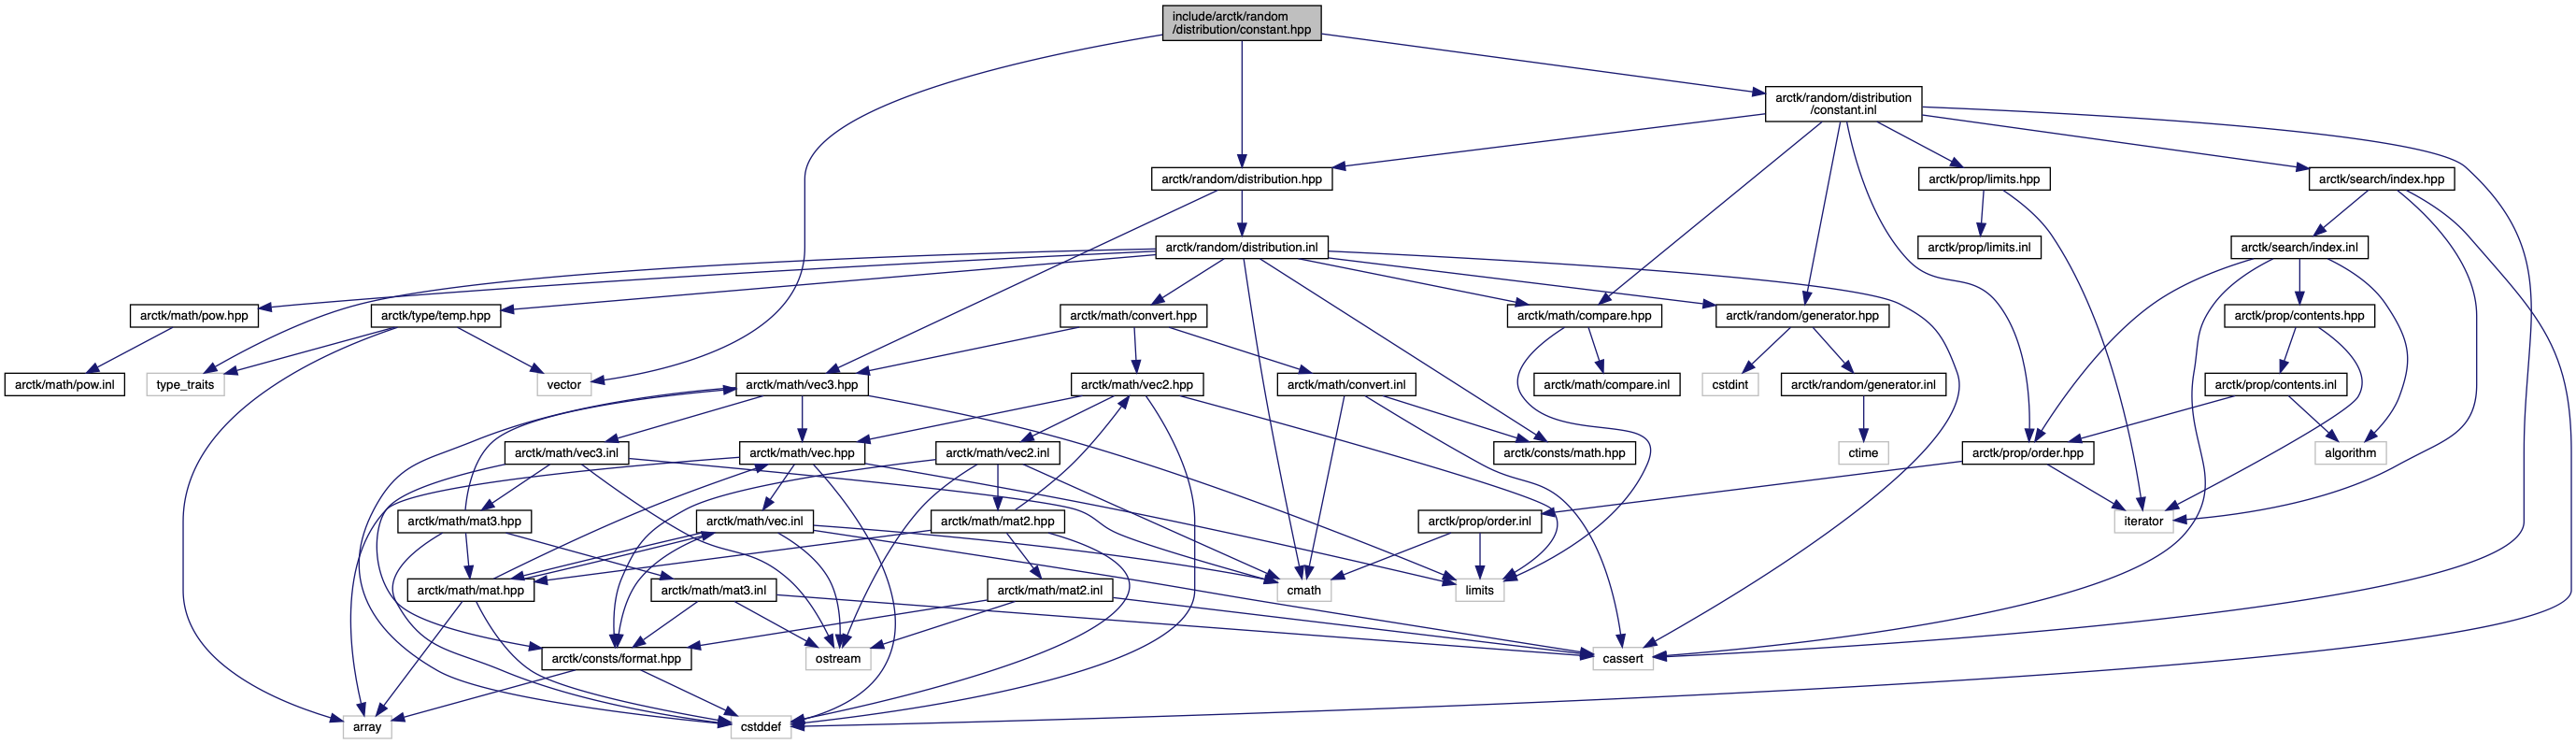 include/arctk/random
/distribution/constant.hpp
arctk/random/distribution
/constant.inl
arctk/random/distribution.hpp
arctk/prop/limits.hpp
arctk/search/index.hpp
arctk/random/distribution.inl
arctk/prop/limits.inl
arctk/search/index.inl
arctk/math/pow.hpp
arctk/type/temp.hpp
arctk/math/convert.hpp
arctk/math/compare.hpp
arctk/random/generator.hpp
arctk/prop/contents.hpp
arctk/math/pow.inl
type_traits
vector
arctk/math/vec3.hpp
arctk/math/vec2.hpp
arctk/math/convert.inl
arctk/math/compare.inl
cstdint
arctk/random/generator.inl
arctk/prop/contents.inl
arctk/math/vec3.inl
arctk/math/vec.hpp
arctk/math/vec2.inl
arctk/consts/math.hpp
ctime
arctk/prop/order.hpp
algorithm
arctk/math/mat3.hpp
arctk/math/vec.inl
arctk/math/mat2.hpp
arctk/prop/order.inl
iterator
arctk/math/mat.hpp
arctk/math/mat3.inl
arctk/math/mat2.inl
cmath
limits
arctk/consts/format.hpp
ostream
cassert
array
cstddef